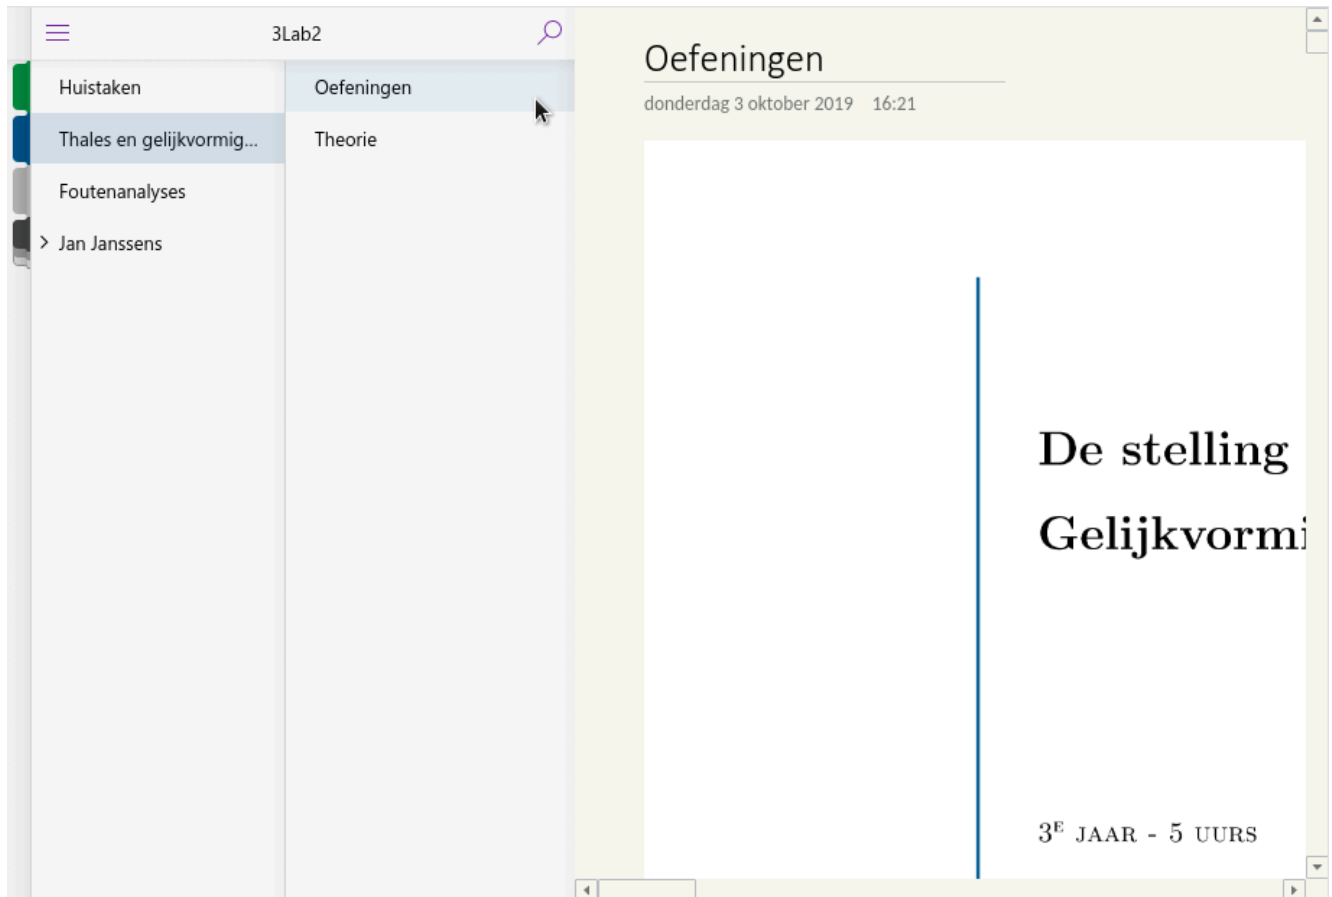 3Lab2
Huistaken
Thales en gelijkvormig...
Foutenanalyses
Jan Janssens
Oefeningen
Theorie
Oefeningen
donderdag 3 oktober 2019 16:21
De stelling
Gelijkvormi
3E JAAR - 5 UURS